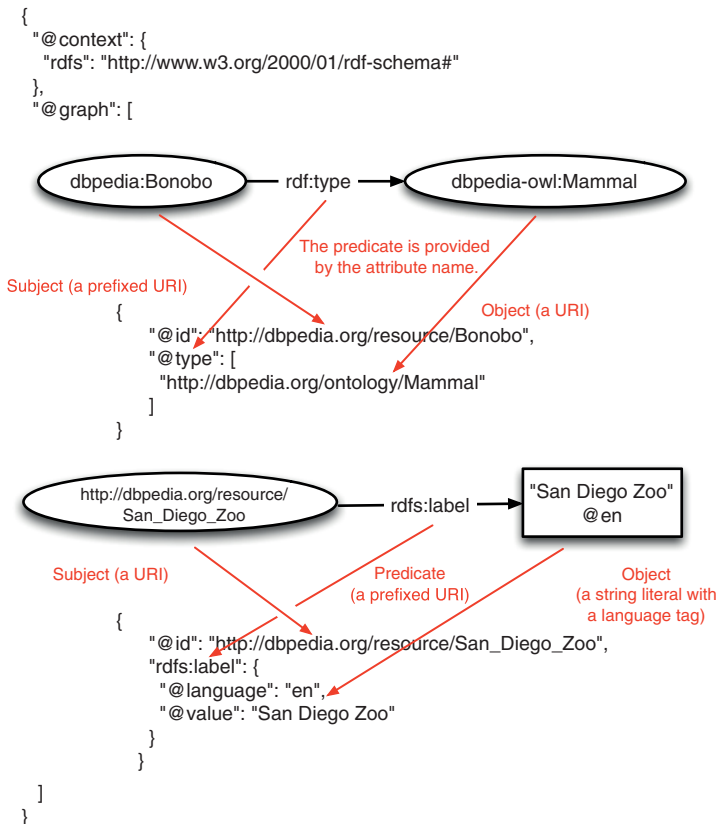 {
"@context": {
"rdfs": "http://www.w3.org/2000/01/rdf-schema#"
},
"@graph": [
dbpedia:Bonobo
rdf:type
dbpedia-owl:Mammal
The predicate is provided
by the attribute name.
Subject (a prefixed URI)
Object (a URI)
{
"@id": "http://dbpedia.org/resource/Bonobo",
"@type": [
"http://dbpedia.org/ontology/Mammal"
]
}
http://dbpedia.org/resource/
San_Diego_Zoo
rdfs:label
"San Diego Zoo"
@en
Subject (a URI)
Predicate
(a prefixed URI)
Object
(a string literal with
a language tag)
{
"@id": "http://dbpedia.org/resource/San_Diego_Zoo",
"rdfs:label": {
"@language": "en",
"@value": "San Diego Zoo"
}
}
]
}